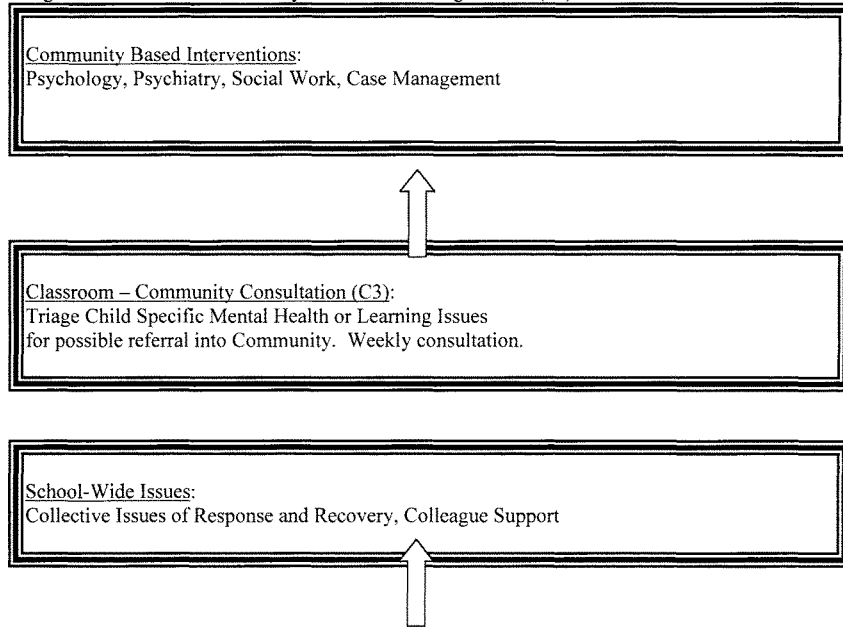 Community Based Interventions:
Psychology, Psychiatry, Social Work, Case Management
Classroom – Community Consultation (C3):
Triage Child Specific Mental Health or Learning Issues
for possible referral into Community. Weekly consultation.
School-Wide Issues:
Collective Issues of Response and Recovery, Colleague Support